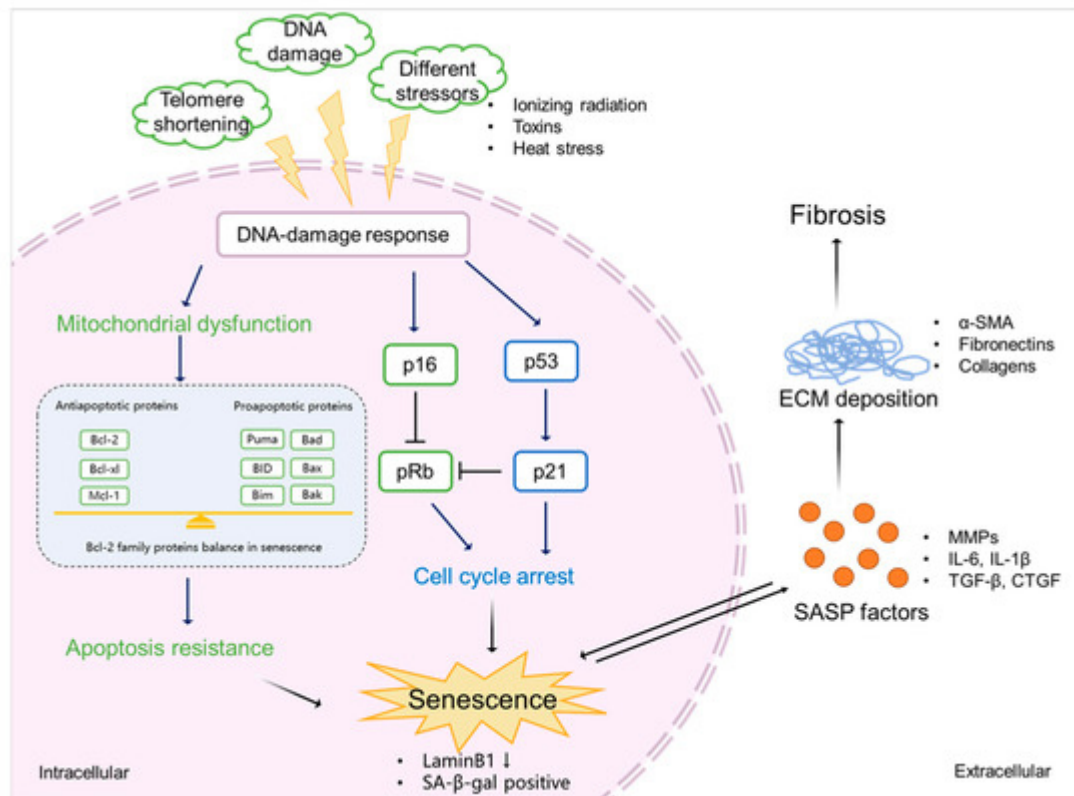 DNA
damage
Different
stressors
Telomere
shortening
• Ionizing radiation
• Toxins
• Heat stress
DNA-damage response
Mitochondrial dysfunction
p16
p53
Antiapoptotic proteins
Proapoptotic proteins
Bcl-2
Puma
Bad
Bcl-xl
BID
Bax
Mcl-1
Bim
Bak
Bcl-2 family proteins balance in senescence
pRb
p21
Cell cycle arrest
Apoptosis resistance
Senescence
• LaminB1 ↓
• SA-β-gal positive
Intracellular
Fibrosis
• α-SMA
• Fibronectins
• Collagens
ECM deposition
• MMPs
• IL-6, IL-1β
• TGF-β, CTGF
SASP factors
Extracellular